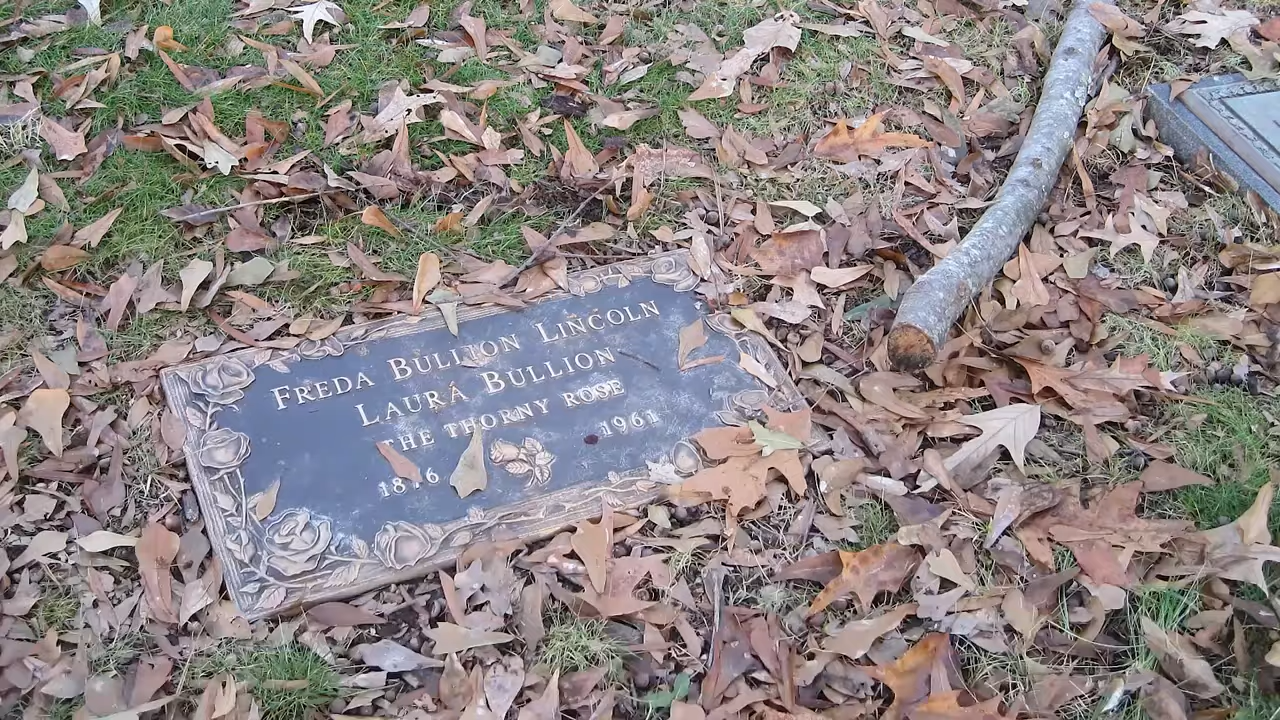 FREDA BULLION LINCOLN
LAURA BULLION
THE THORNY ROSE
1876 1961